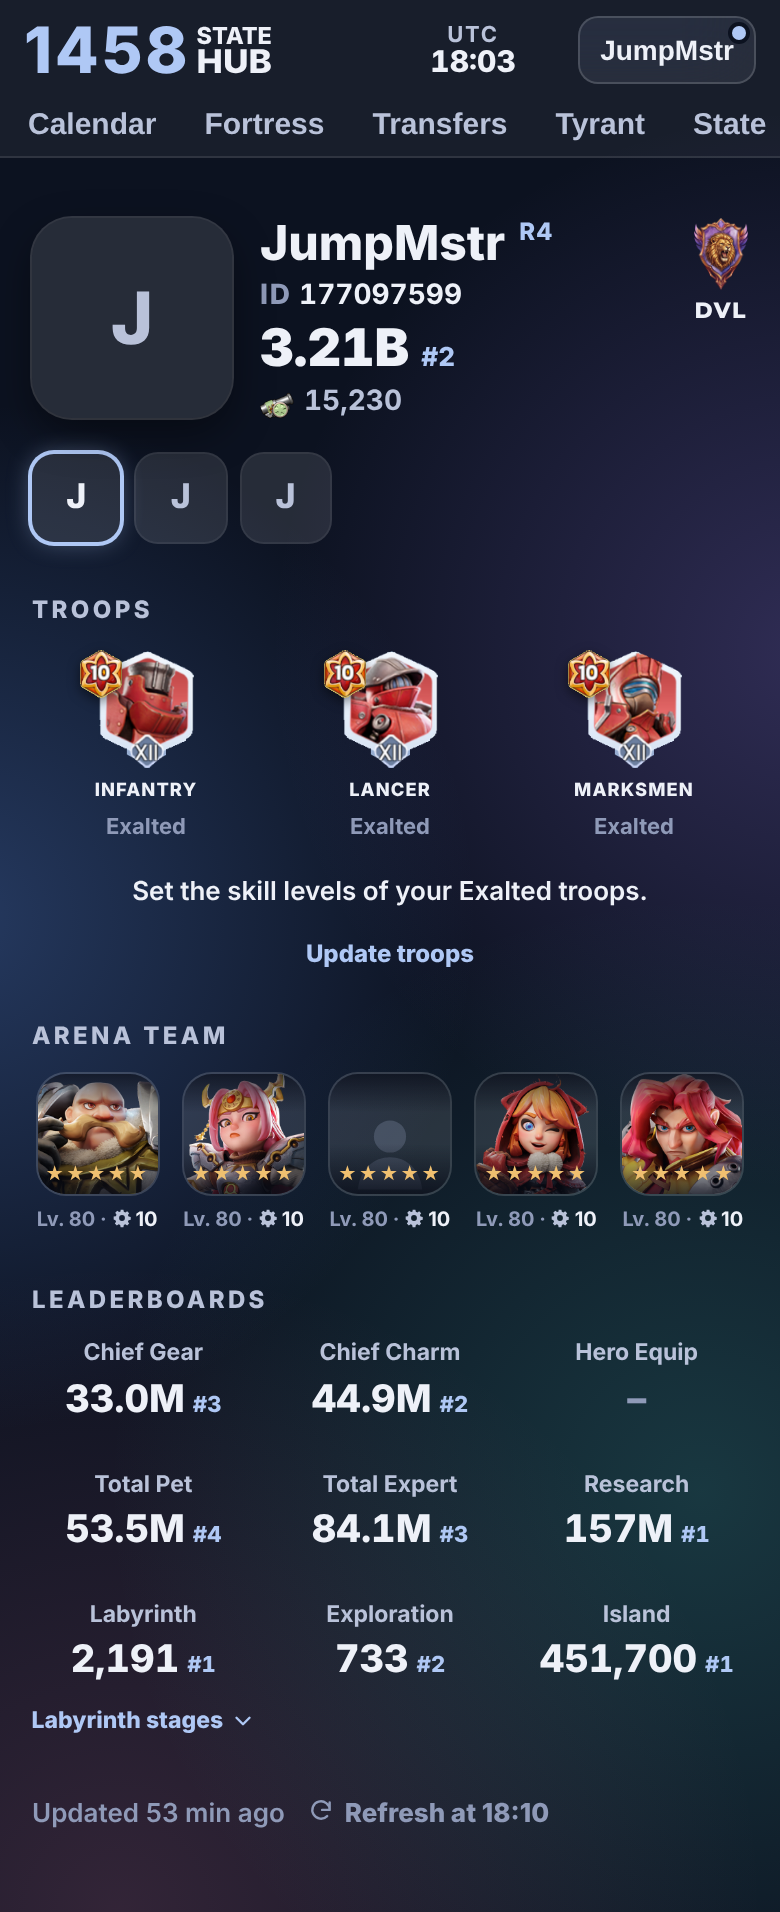 1458 STATE HUB
UTC
18:03
JumpMstr
Calendar Fortress Transfers Tyrant State
J
JumpMstr R4
ID 177097599
3.21B #2
15,230
DVL
J J J
TROOPS
10 10 10
XII XII XII
INFANTRY LANCER MARKSMEN
Exalted Exalted Exalted
Set the skill levels of your Exalted troops.
Update troops
ARENA TEAM
Lv. 80 · 10 Lv. 80 · 10 Lv. 80 · 10 Lv. 80 · 10 Lv. 80 · 10
LEADERBOARDS
Chief Gear Chief Charm Hero Equip
33.0M #3 44.9M #2 –
Total Pet Total Expert Research
53.5M #4 84.1M #3 157M #1
Labyrinth Exploration Island
2,191 #1 733 #2 451,700 #1
Labyrinth stages
Updated 53 min ago Refresh at 18:10